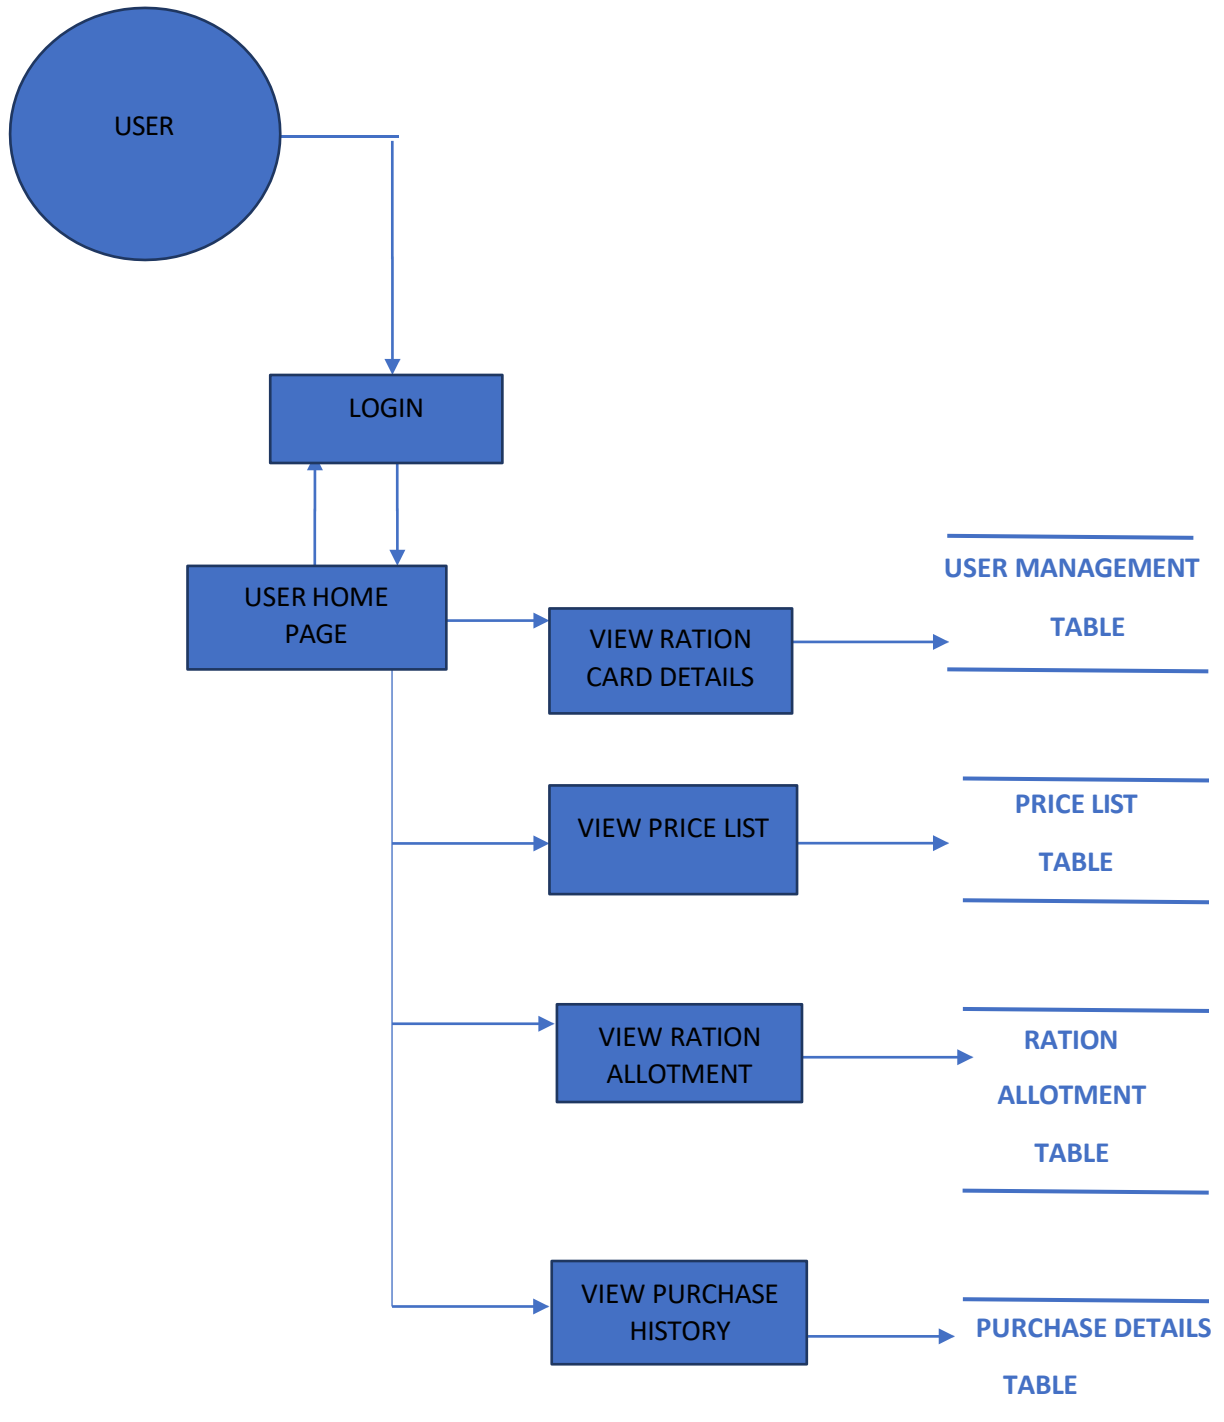 USER
LOGIN
USER HOME
PAGE
VIEW RATION
CARD DETAILS
USER MANAGEMENT
TABLE
VIEW PRICE LIST
PRICE LIST
TABLE
VIEW RATION
ALLOTMENT
RATION
ALLOTMENT
TABLE
VIEW PURCHASE
HISTORY
PURCHASE DETAILS
TABLE